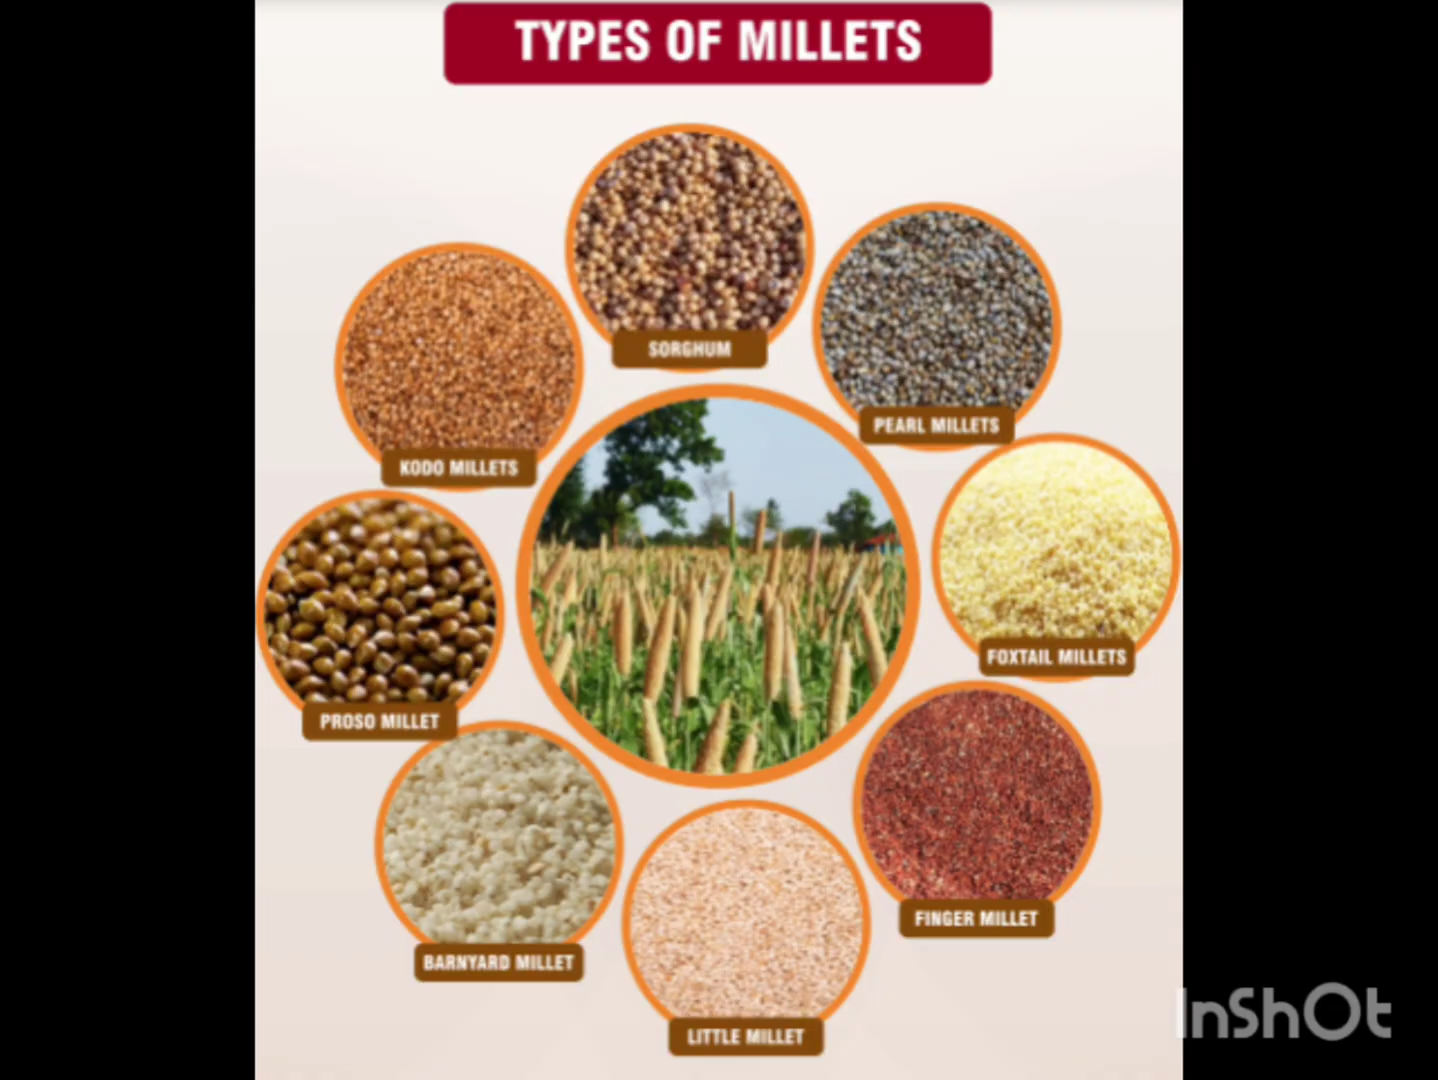 TYPES OF MILLETS
SORGHUM
PEARL MILLETS
KODO MILLETS
FOXTAIL MILLETS
PROSO MILLET
FINGER MILLET
BARNYARD MILLET
LITTLE MILLET
InShOt